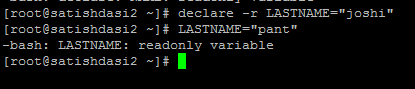 [root@satishdasi2 ~]# declare -r LASTNAME="joshi"
[root@satishdasi2 ~]# LASTNAME="pant"
-bash: LASTNAME: readonly variable
[root@satishdasi2 ~]#